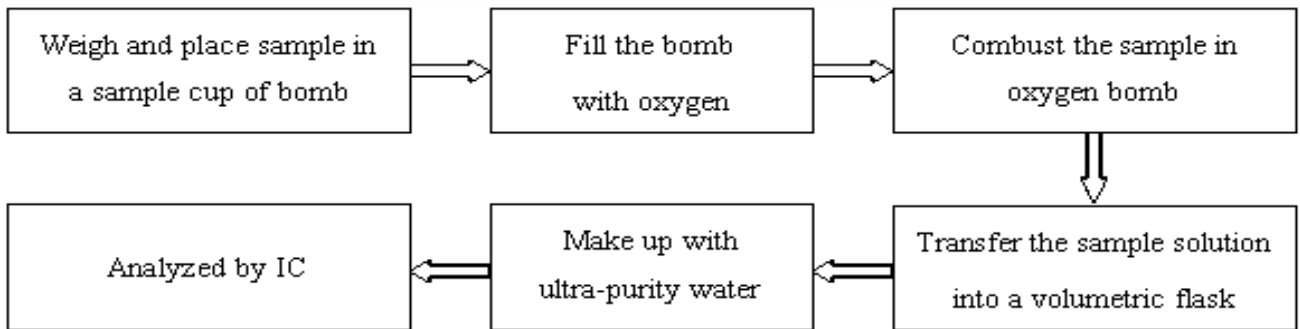 Weigh and place sample in
a sample cup of bomb
Fill the bomb
with oxygen
Combust the sample in
oxygen bomb
Transfer the sample solution
into a volumetric flask
Make up with
ultra-purity water
Analyzed by IC